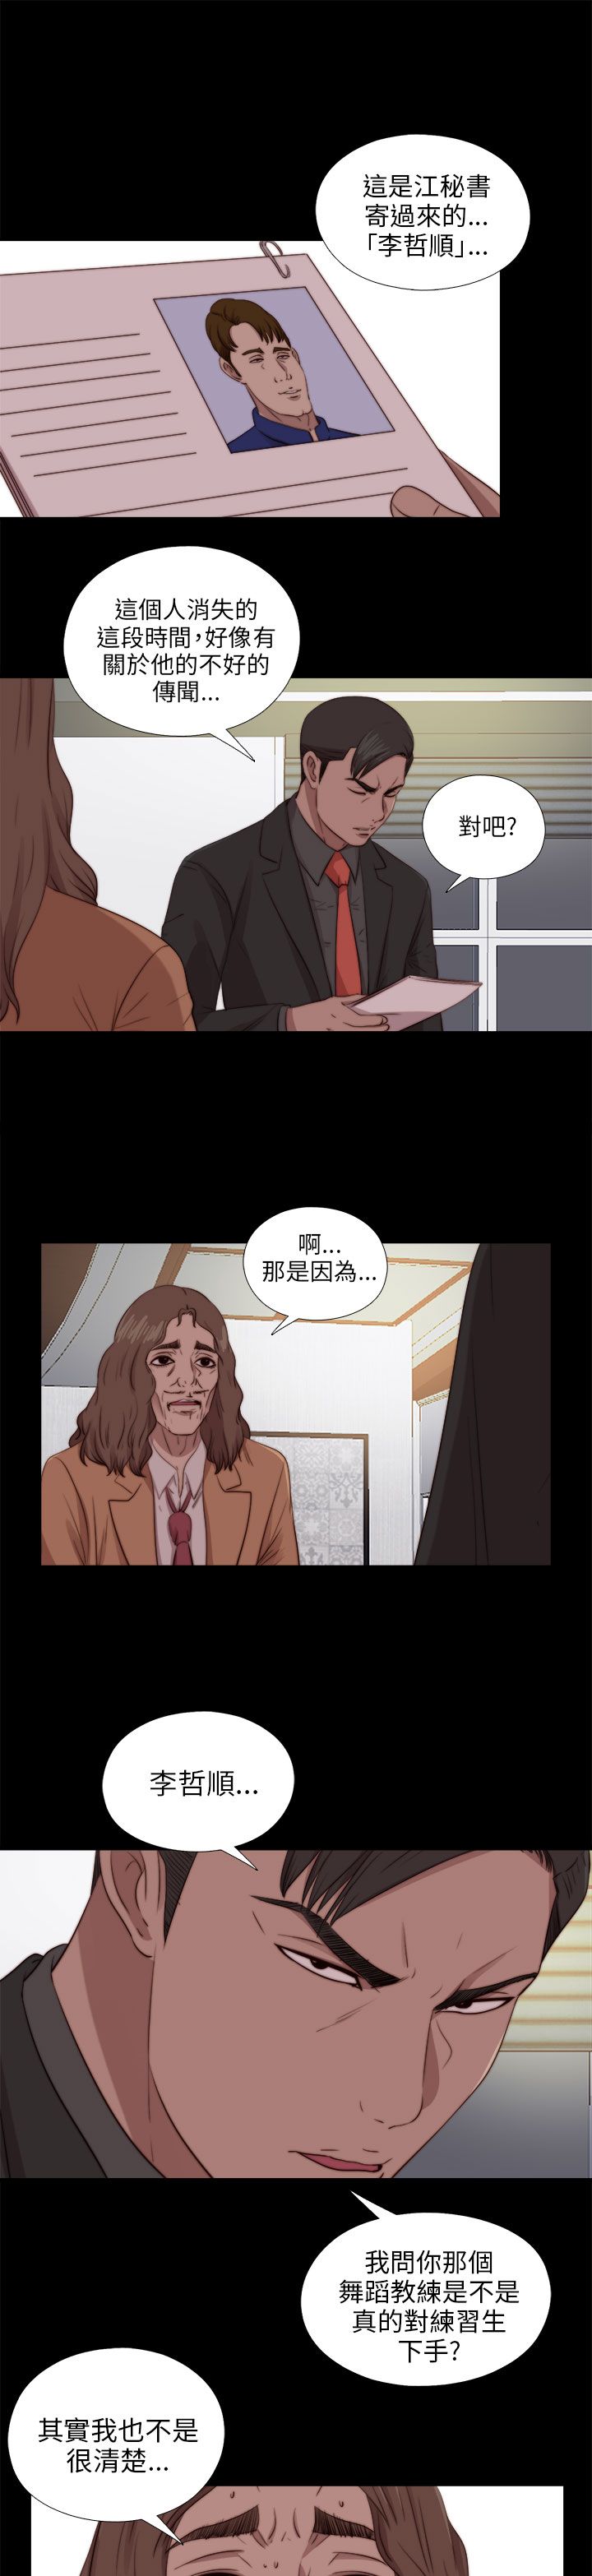 這是江秘書
寄過來的...
「李哲順」...
這個人消失的
這段時間，好像有
關於他的不好的
傳聞...
對吧?
啊...
那是因為...
李哲順...
我問你那個
舞蹈教練是不是
真的對練習生
下手?
其實我也不是
很清楚...